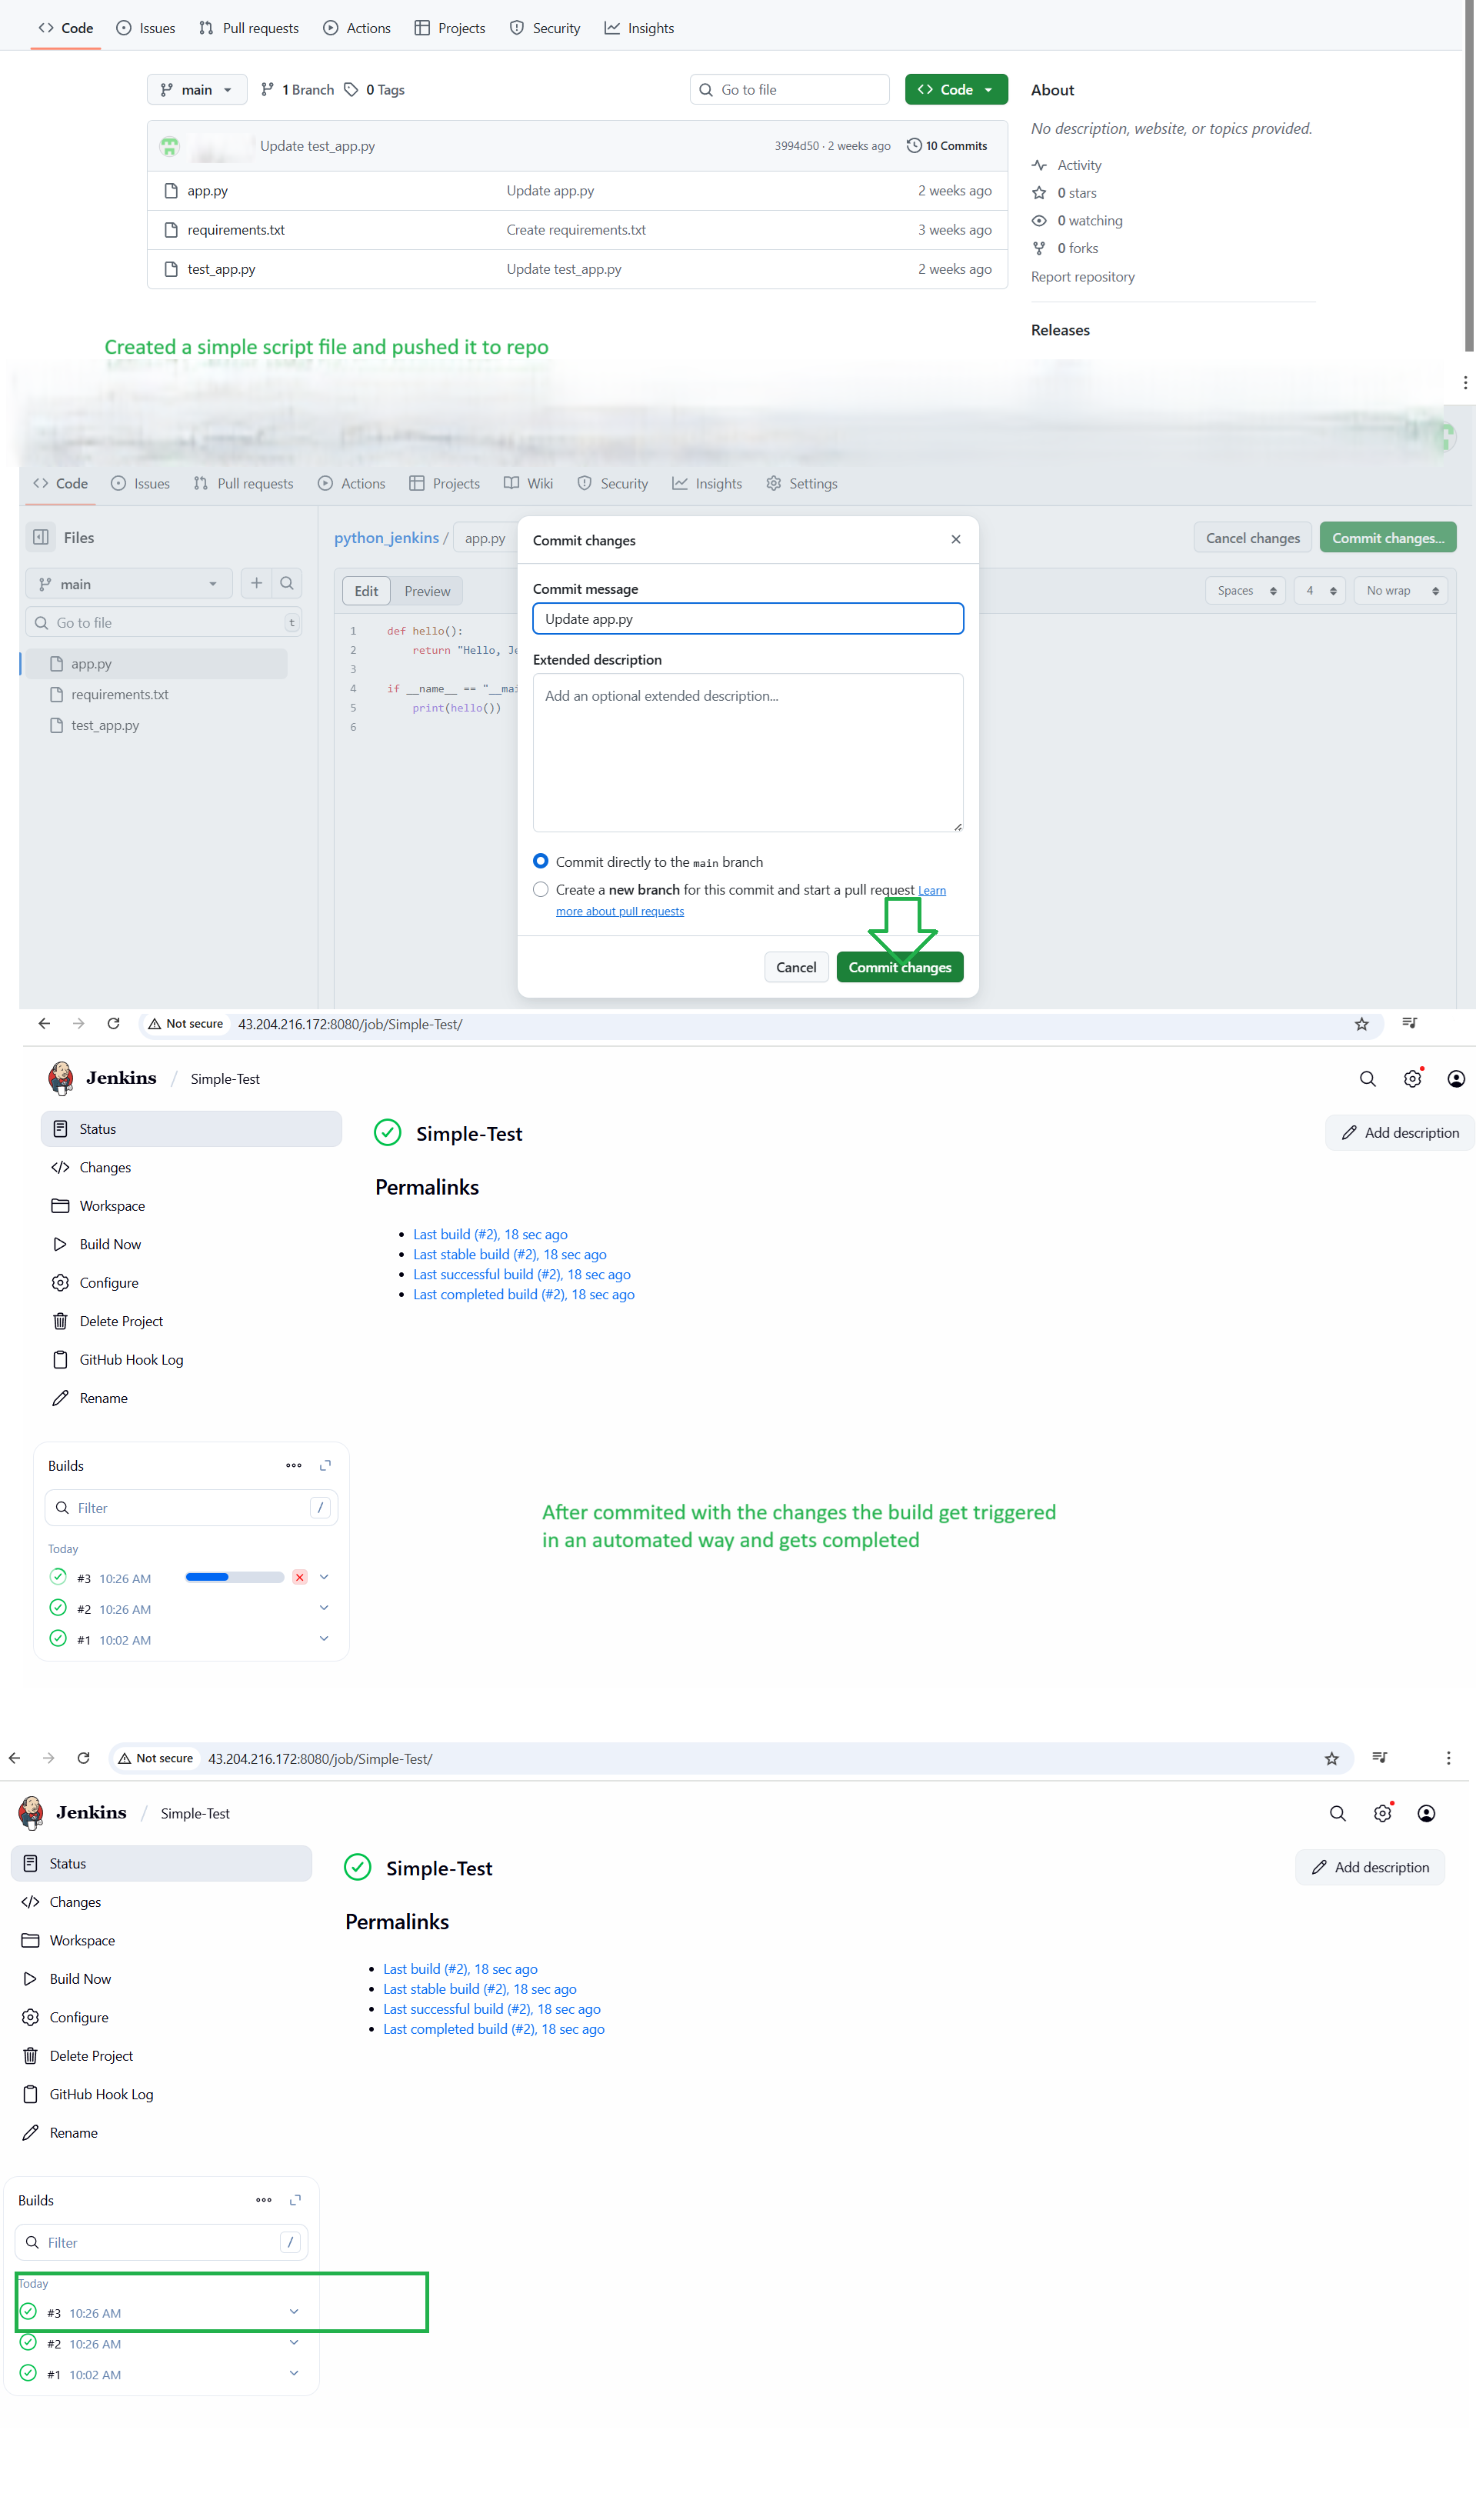 Code Issues Pull requests Actions Projects Security Insights
main 1 Branch 0 Tags Go to file Code About
No description, website, or topics provided.
Update test_app.py 3994d50 · 2 weeks ago 10 Commits
Activity
app.py Update app.py 2 weeks ago
0 stars
0 watching
requirements.txt Create requirements.txt 3 weeks ago
0 forks
test_app.py Update test_app.py 2 weeks ago
Report repository
Releases
Created a simple script file and pushed it to repo
Code Issues Pull requests Actions Projects Wiki Security Insights Settings
Files
python_jenkins / app.py
Cancel changes Commit changes...
main
Edit Preview
Spaces 4 No wrap
Go to file t
app.py
requirements.txt
test_app.py
1 def hello():
2 return "Hello, Je
3
4 if __name__ == "__mai
5 print(hello())
6
Commit changes
Commit message
Update app.py
Extended description
Add an optional extended description...
Commit directly to the main branch
Create a new branch for this commit and start a pull request Learn
more about pull requests
Cancel Commit changes
Not secure 43.204.216.172:8080/job/Simple-Test/
Jenkins / Simple-Test
Status
Changes
Workspace
Build Now
Configure
Delete Project
GitHub Hook Log
Rename
Simple-Test
Add description
Permalinks
Last build (#2), 18 sec ago
Last stable build (#2), 18 sec ago
Last successful build (#2), 18 sec ago
Last completed build (#2), 18 sec ago
Builds
Filter /
Today
#3 10:26 AM
#2 10:26 AM
#1 10:02 AM
After commited with the changes the build get triggered
in an automated way and gets completed
Not secure 43.204.216.172:8080/job/Simple-Test/
Jenkins / Simple-Test
Status
Changes
Workspace
Build Now
Configure
Delete Project
GitHub Hook Log
Rename
Simple-Test
Add description
Permalinks
Last build (#2), 18 sec ago
Last stable build (#2), 18 sec ago
Last successful build (#2), 18 sec ago
Last completed build (#2), 18 sec ago
Builds
Filter /
Today
#3 10:26 AM
#2 10:26 AM
#1 10:02 AM